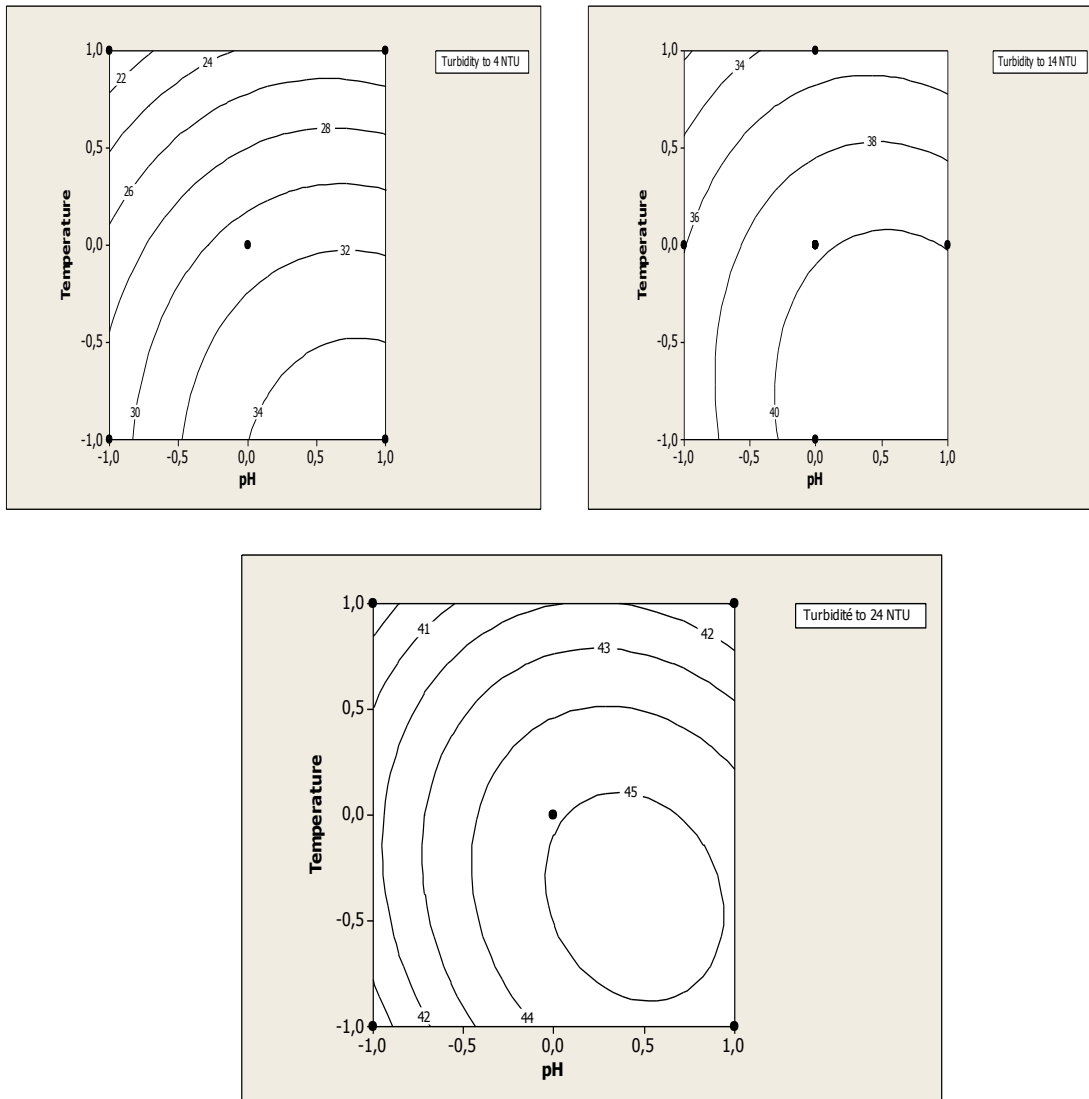 Turbidity to 4 NTU
1,0
0,5
0,0
-0,5
-1,0
Temperature
22
24
26
28
30
32
34
-1,0 -0,5 0,0 0,5 1,0
pH
Turbidity to 14 NTU
1,0
0,5
0,0
-0,5
-1,0
Temperature
34
36
38
40
-1,0 -0,5 0,0 0,5 1,0
pH
Turbidité to 24 NTU
1,0
0,5
0,0
-0,5
-1,0
Temperature
41
42
43
45
42
44
-1,0 -0,5 0,0 0,5 1,0
pH